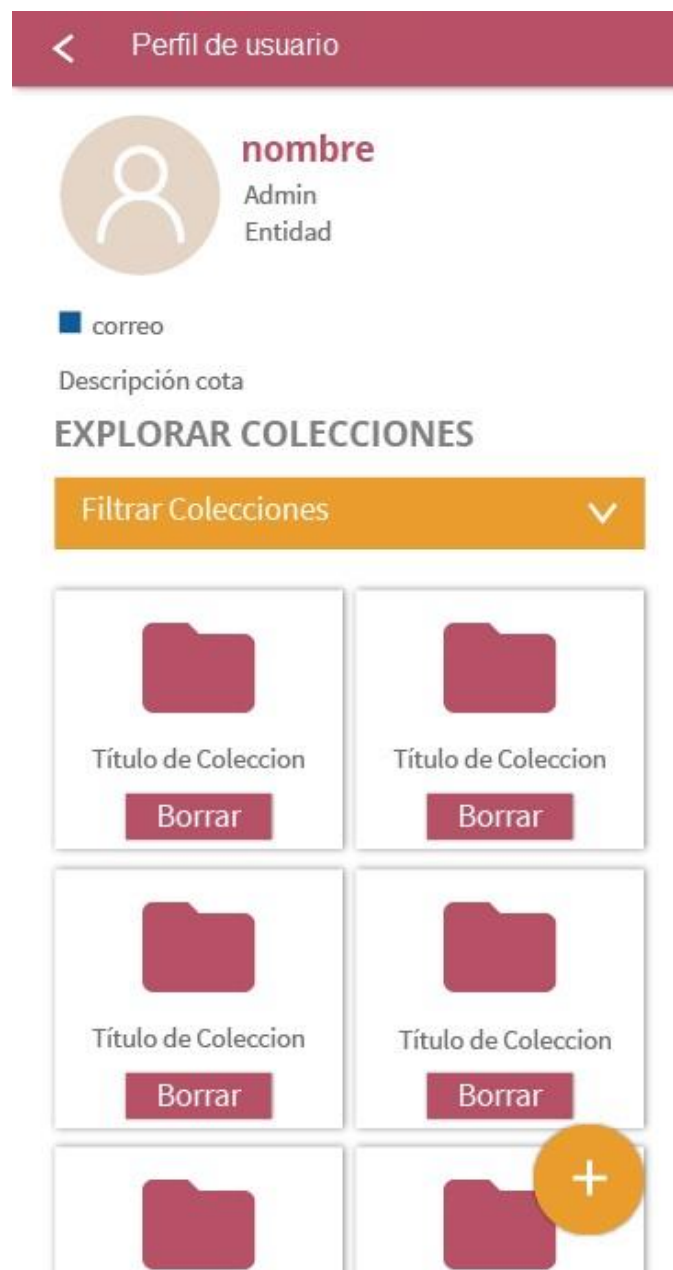 Perfil de usuario
nombre
Admin
Entidad
correo
Descripción cota
EXPLORAR COLECCIONES
Filtrar Colecciones
Título de Coleccion
Título de Coleccion
Borrar
Borrar
Título de Coleccion
Título de Coleccion
Borrar
Borrar
+